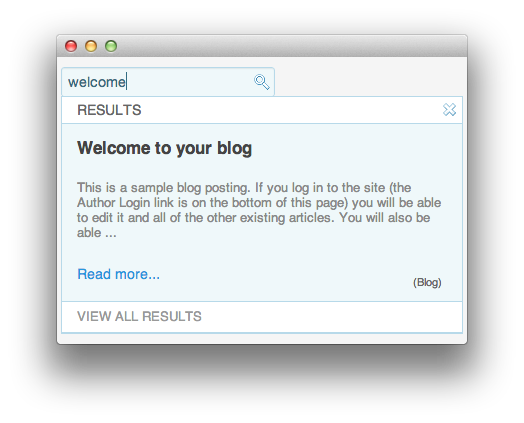 welcome
RESULTS
Welcome to your blog
This is a sample blog posting. If you log in to the site (the
Author Login link is on the bottom of this page) you will be able
to edit it and all of the other existing articles. You will also be
able ...
Read more...
(Blog)
VIEW ALL RESULTS